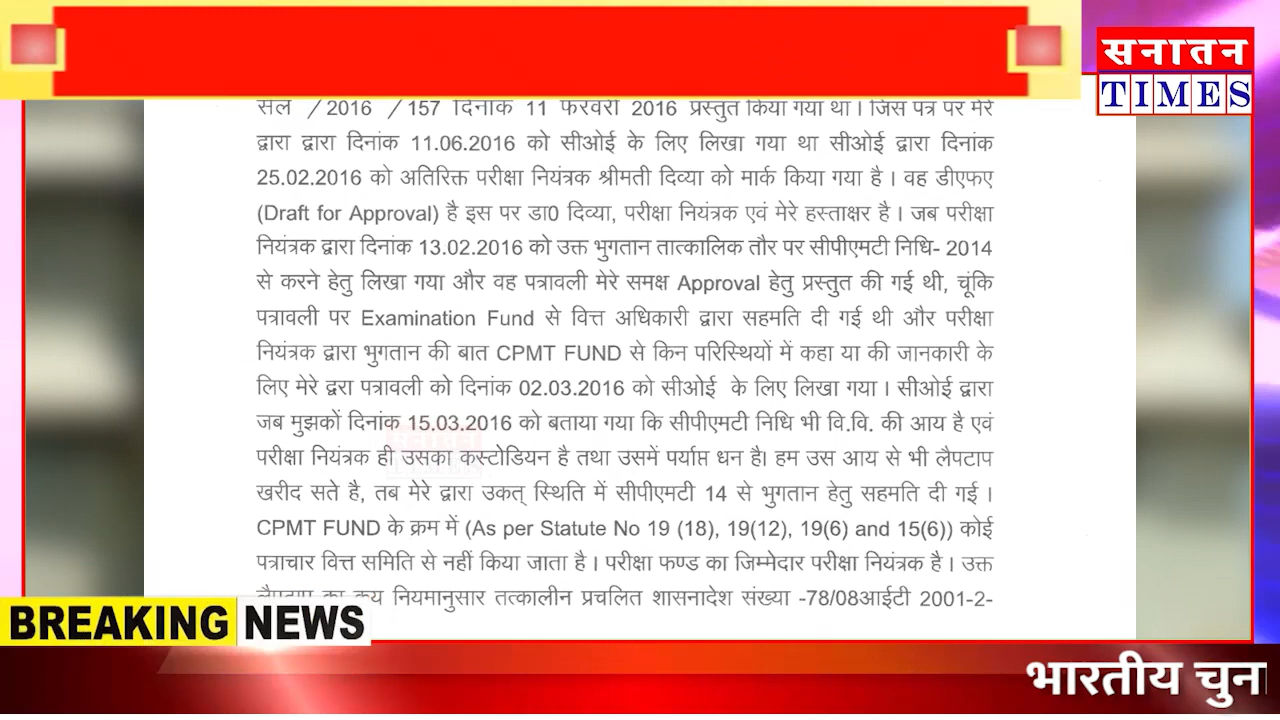 सनातन
TIMES
सेल /2016 /157 दिनांक 11 फरवरी 2016 प्रस्तुत किया गया था। जिस पत्र पर मेरे
द्वारा द्वारा दिनांक 11.06.2016 को सीओई के लिए लिखा गया था सीओई द्वारा दिनांक
25.02.2016 को अतिरिक्त परीक्षा नियंत्रक श्रीमती दिव्या को मार्क किया गया है। वह डीएफए
(Draft for Approval) है इस पर डा0 दिव्या, परीक्षा नियंत्रक एवं मेरे हस्ताक्षर है। जब परीक्षा
नियंत्रक द्वारा दिनांक 13.02.2016 को उक्त भुगतान तात्कालिक तौर पर सीपीएमटी निधि- 2014
से करने हेतु लिखा गया और वह पत्रावली मेरे समक्ष Approval हेतु प्रस्तुत की गई थी, चूंकि
पत्रावली पर Examination Fund से वित्त अधिकारी द्वारा सहमति दी गई थी और परीक्षा
नियंत्रक द्वारा भुगतान की बात CPMT FUND से किन परिस्थियों में कहा या की जानकारी के
लिए मेरे द्वरा पत्रावली को दिनांक 02.03.2016 को सीओई के लिए लिखा गया। सीओई द्वारा
जब मुझकों दिनांक 15.03.2016 को बताया गया कि सीपीएमटी निधि भी वि.वि. की आय है एवं
परीक्षा नियंत्रक ही उसका कस्टोडियन है तथा उसमें पर्याप्त धन है। हम उस आय से भी लैपटाप
खरीद सते है, तब मेरे द्वारा उकत् स्थिति में सीपीएमटी 14 से भुगतान हेतु सहमति दी गई।
CPMT FUND के क्रम में (As per Statute No 19 (18), 19(12), 19(6) and 15(6)) कोई
पत्राचार वित्त समिति से नहीं किया जाता है। परीक्षा फण्ड का जिम्मेदार परीक्षा नियंत्रक है। उक्त
लैपटाप का क्रय नियमानुसार तत्कालीन प्रचलित शासनादेश संख्या -78/08आईटी 2001-2-
BREAKING NEWS
भारतीय चुन